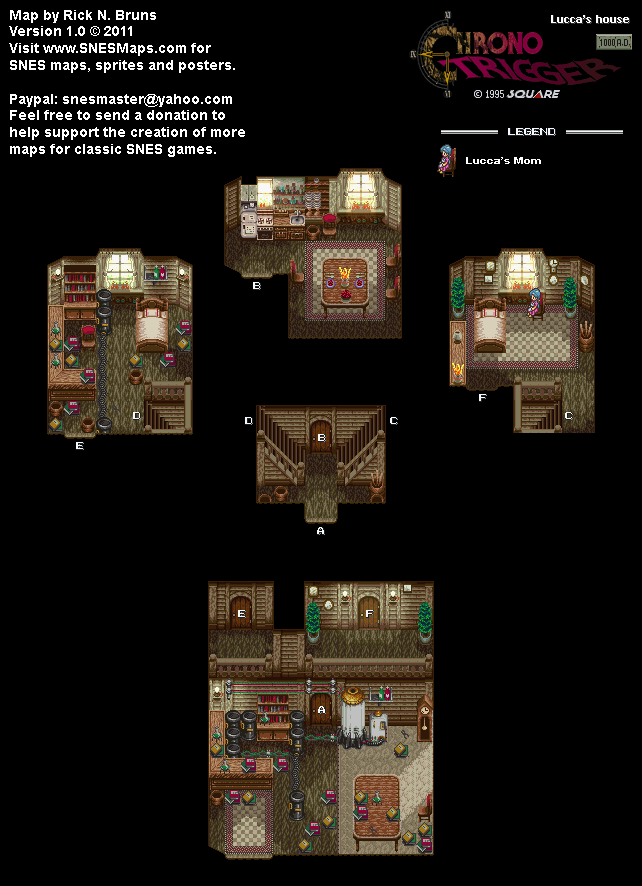 Map by Rick N. Bruns
Version 1.0 © 2011
Visit www.SNESMaps.com for
SNES maps, sprites and posters.
Paypal: snesmaster@yahoo.com
Feel free to send a donation to
help support the creation of more
maps for classic SNES games.
Lucca's house
1000 A.D.
CHRONO
TRIGGER
© 1995 SQUARE
LEGEND
Lucca's Mom
B
D
E
F
C
D
B
C
A
E
F
A